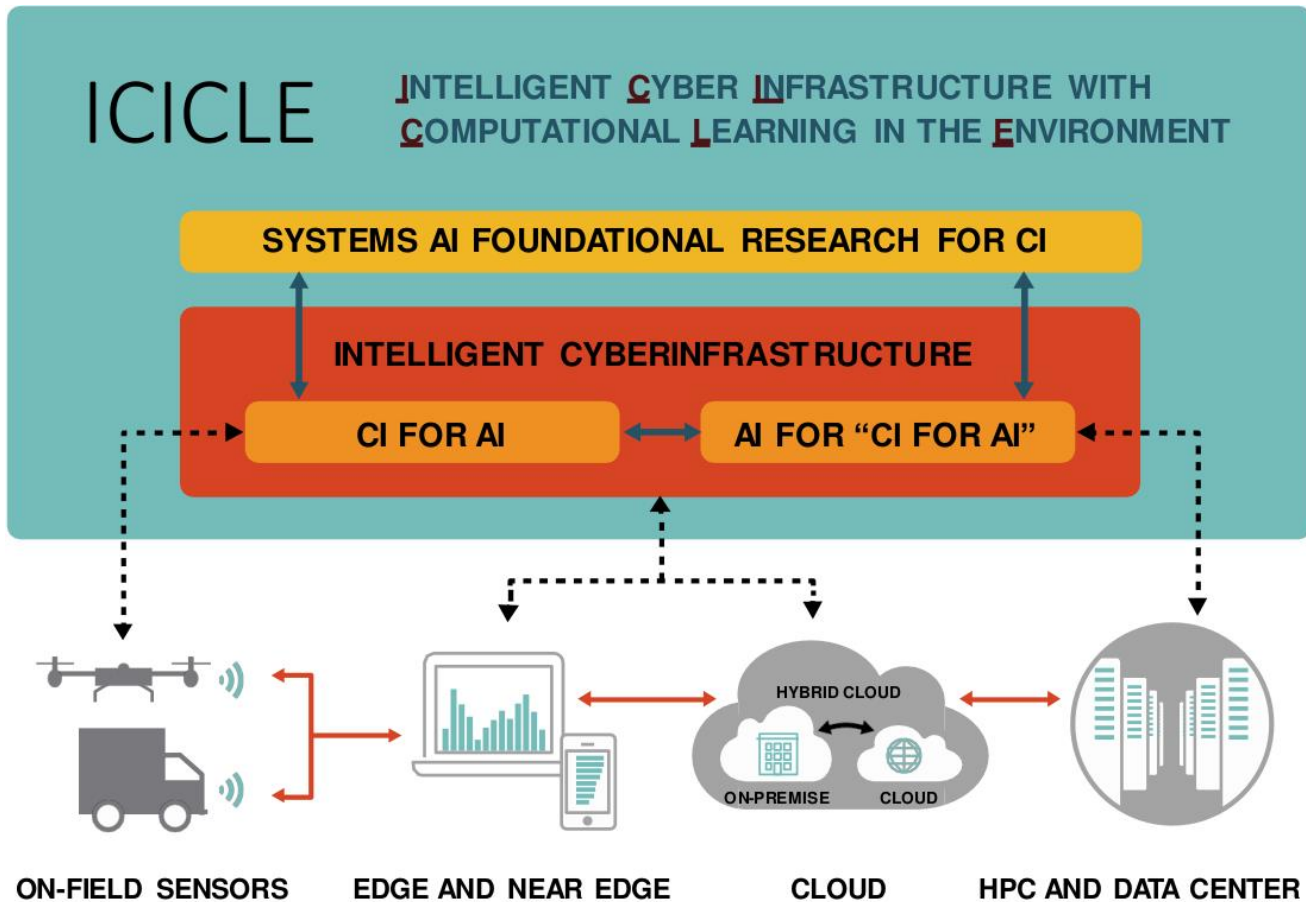 ICICLE
INTELLIGENT CYBER INFRASTRUCTURE WITH
COMPUTATIONAL LEARNING IN THE ENVIRONMENT
SYSTEMS AI FOUNDATIONAL RESEARCH FOR CI
INTELLIGENT CYBERINFRASTRUCTURE
CI FOR AI
AI FOR “CI FOR AI”
HYBRID CLOUD
ON-PREMISE
CLOUD
ON-FIELD SENSORS
EDGE AND NEAR EDGE
CLOUD
HPC AND DATA CENTER